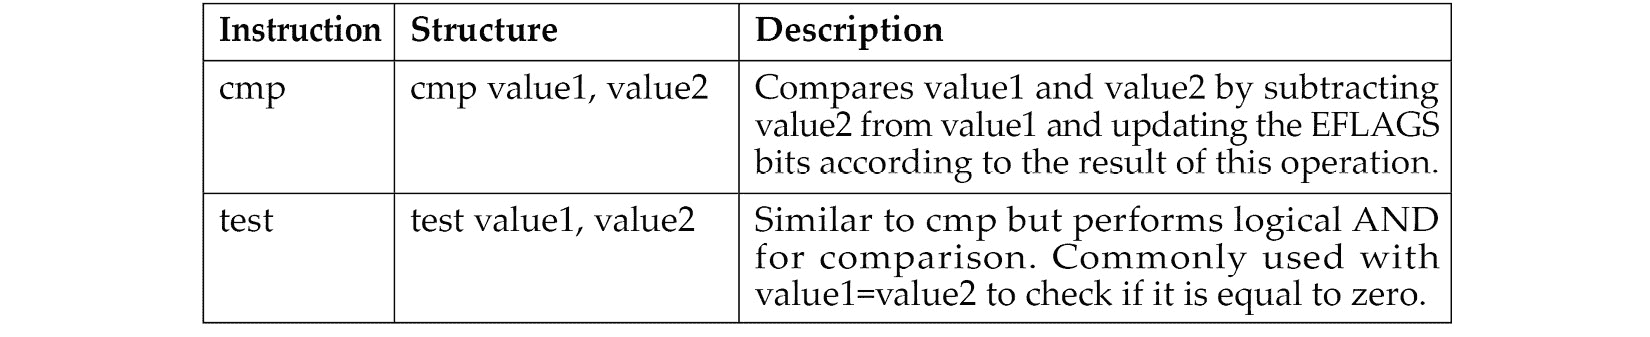 Instruction Structure Description
cmp cmp value1, value2 Compares value1 and value2 by subtracting
value2 from value1 and updating the EFLAGS
bits according to the result of this operation.
test test value1, value2 Similar to cmp but performs logical AND
for comparison. Commonly used with
value1=value2 to check if it is equal to zero.